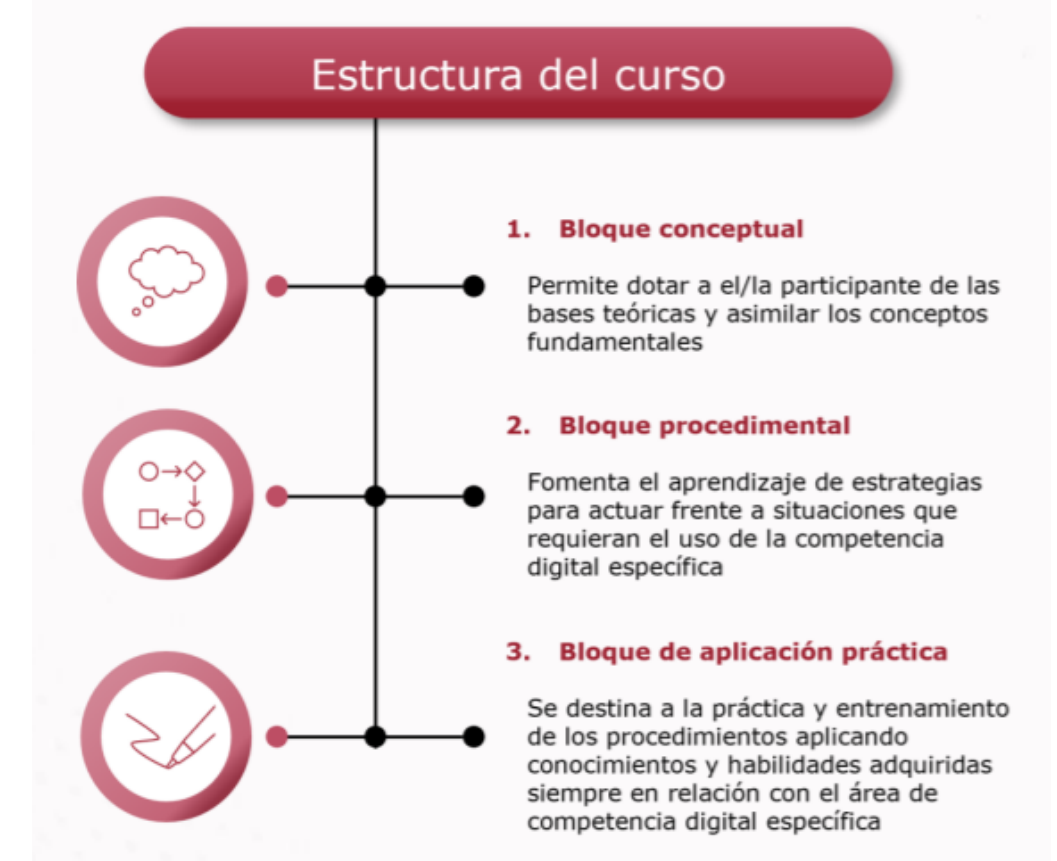 Estructura del curso
1. Bloque conceptual
Permite dotar a el/la participante de las
bases teóricas y asimilar los conceptos
fundamentales
2. Bloque procedimental
Fomenta el aprendizaje de estrategias
para actuar frente a situaciones que
requieran el uso de la competencia
digital específica
3. Bloque de aplicación práctica
Se destina a la práctica y entrenamiento
de los procedimientos aplicando
conocimientos y habilidades adquiridas
siempre en relación con el área de
competencia digital específica